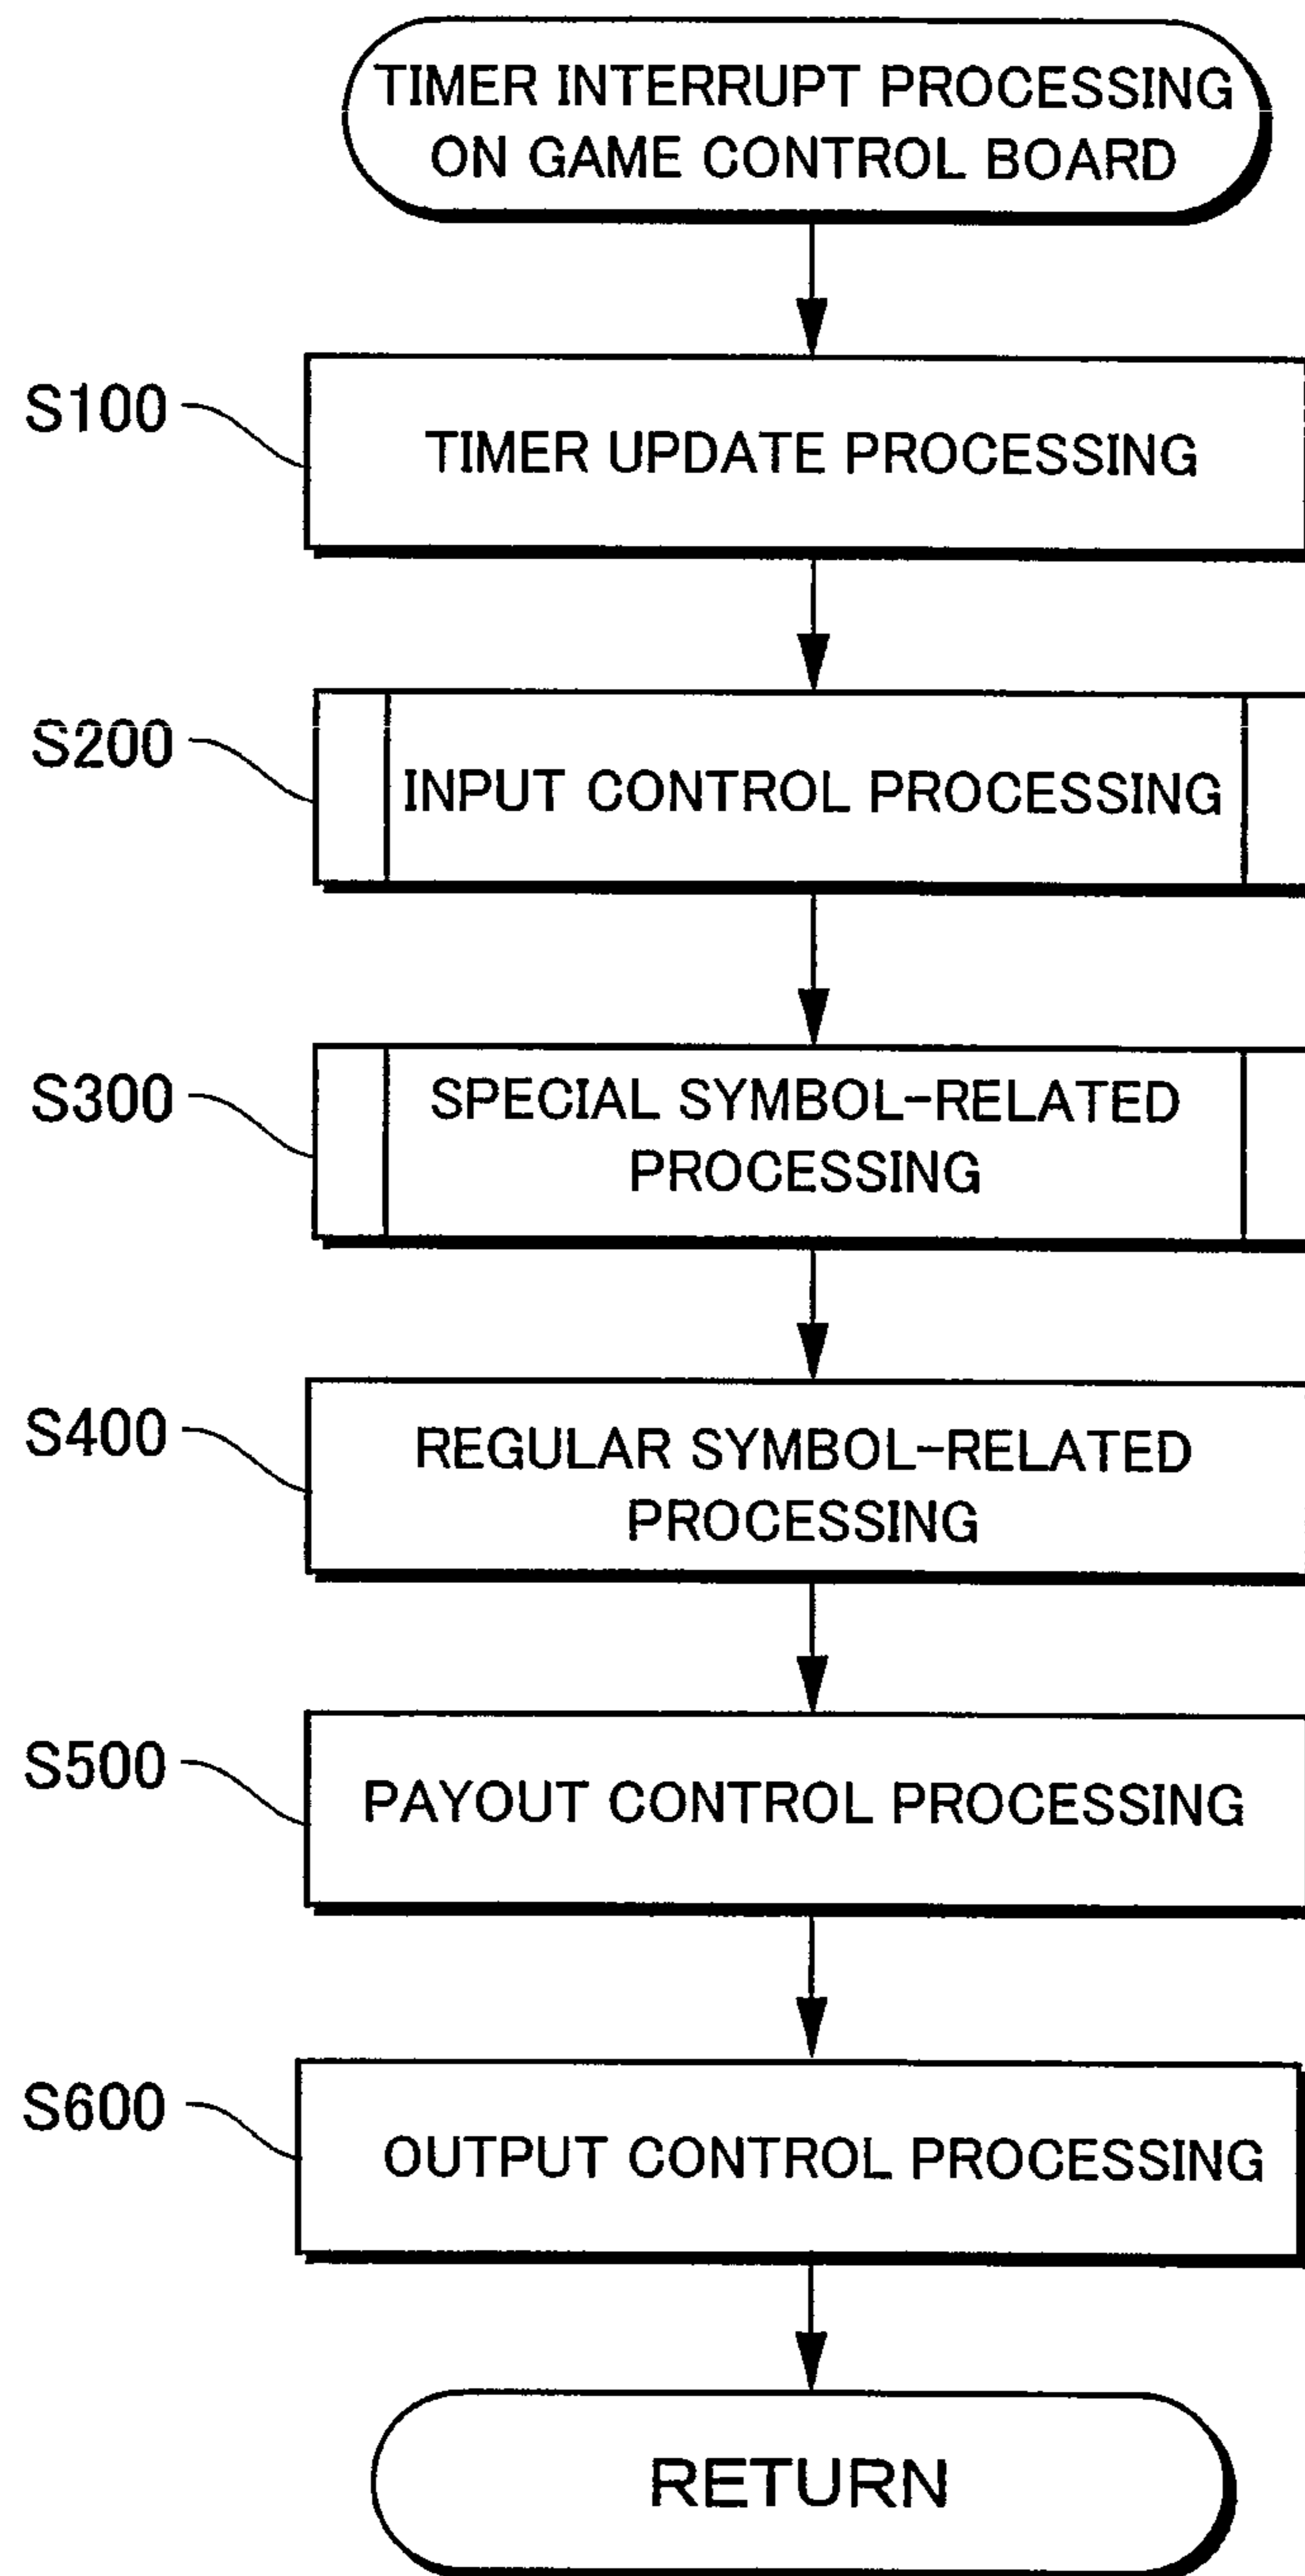 TIMER INTERRUPT PROCESSING
ON GAME CONTROL BOARD
S100
TIMER UPDATE PROCESSING
S200
INPUT CONTROL PROCESSING
S300
SPECIAL SYMBOL-RELATED
PROCESSING
S400
REGULAR SYMBOL-RELATED
PROCESSING
S500
PAYOUT CONTROL PROCESSING
S600
OUTPUT CONTROL PROCESSING
RETURN